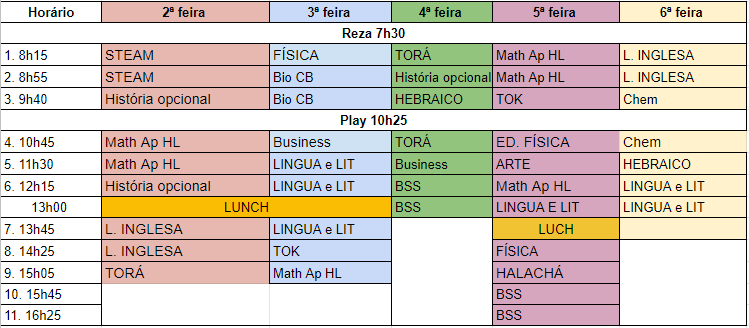 Horário 2ª feira 3ª feira 4ª feira 5ª feira 6ª feira
Reza 7h30
1. 8h15 STEAM FÍSICA TORÁ Math Ap HL L. INGLESA
2. 8h55 STEAM Bio CB História opcional Math Ap HL L. INGLESA
3. 9h40 História opcional Bio CB HEBRAICO TOK Chem
Play 10h25
4. 10h45 Math Ap HL Business TORÁ ED. FÍSICA Chem
5. 11h30 Math Ap HL LINGUA e LIT Business ARTE HEBRAICO
6. 12h15 História opcional LINGUA e LIT BSS Math Ap HL LINGUA e LIT
13h00 LUNCH BSS LINGUA E LIT LINGUA e LIT
7. 13h45 L. INGLESA LINGUA e LIT LUCH
8. 14h25 L. INGLESA TOK FÍSICA
9. 15h05 TORÁ Math Ap HL HALACHÁ
10. 15h45 BSS
11. 16h25 BSS